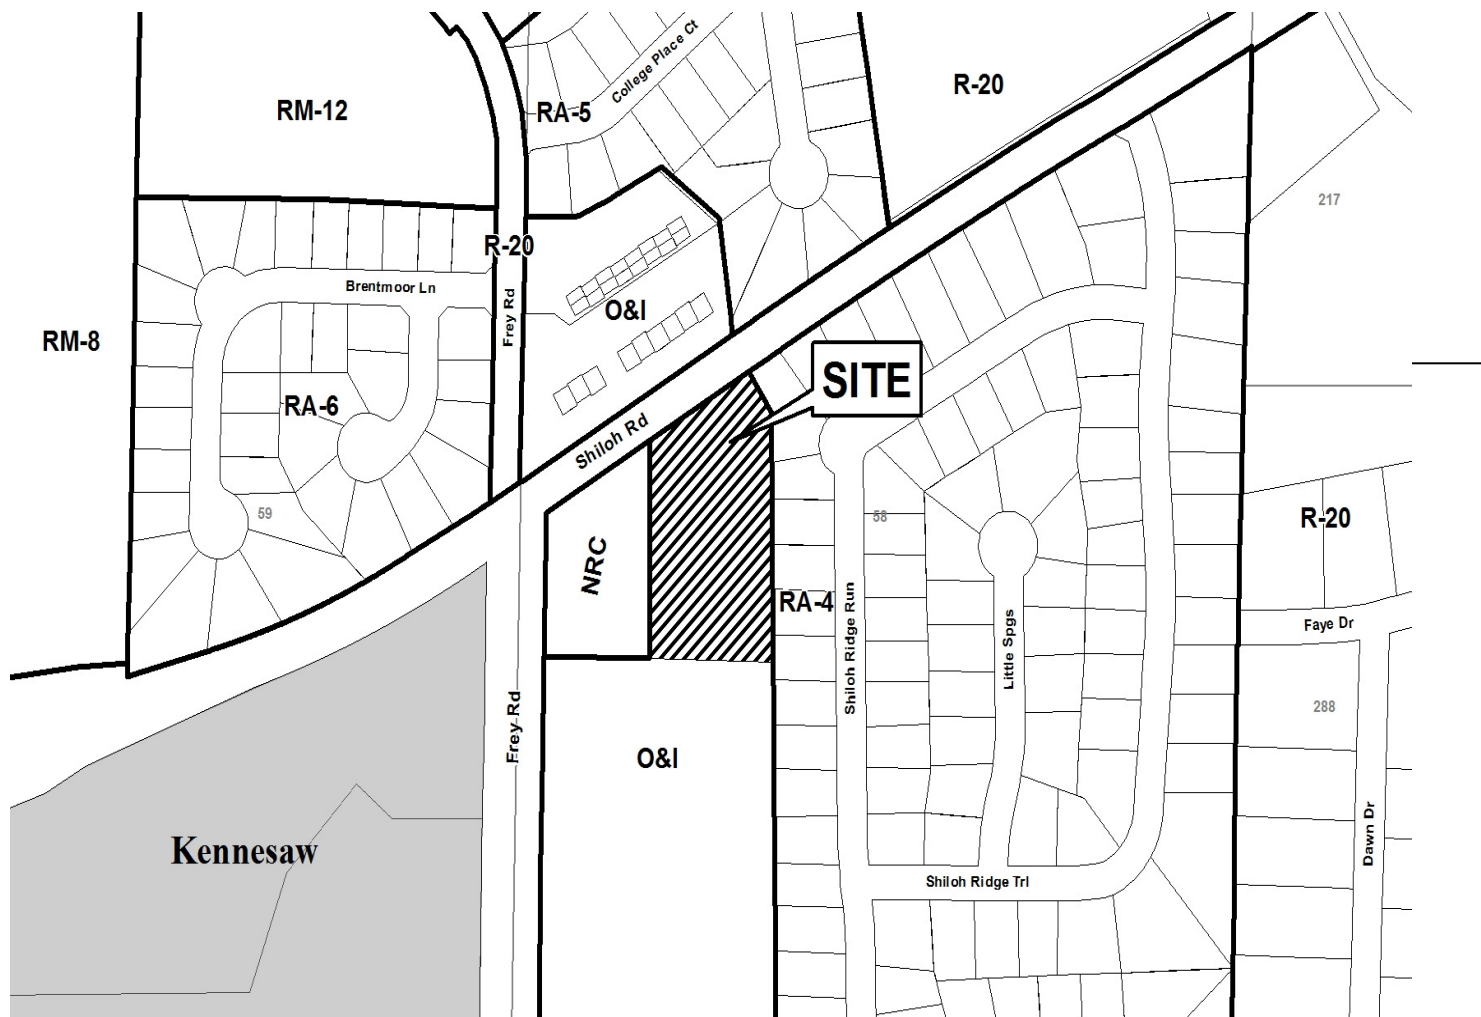 College Place Ct
R-20
RM-12
RA-5
217
R-20
Brentmoor Ln
Frey Rd
O&I
RM-8
SITE
RA-6
Shiloh Rd
59
58
R-20
NRC
RA-4
Shiloh Ridge Run
Little Spgs
Faye Dr
Frey Rd
288
O&I
Dawn Dr
Kennesaw
Shiloh Ridge Trl